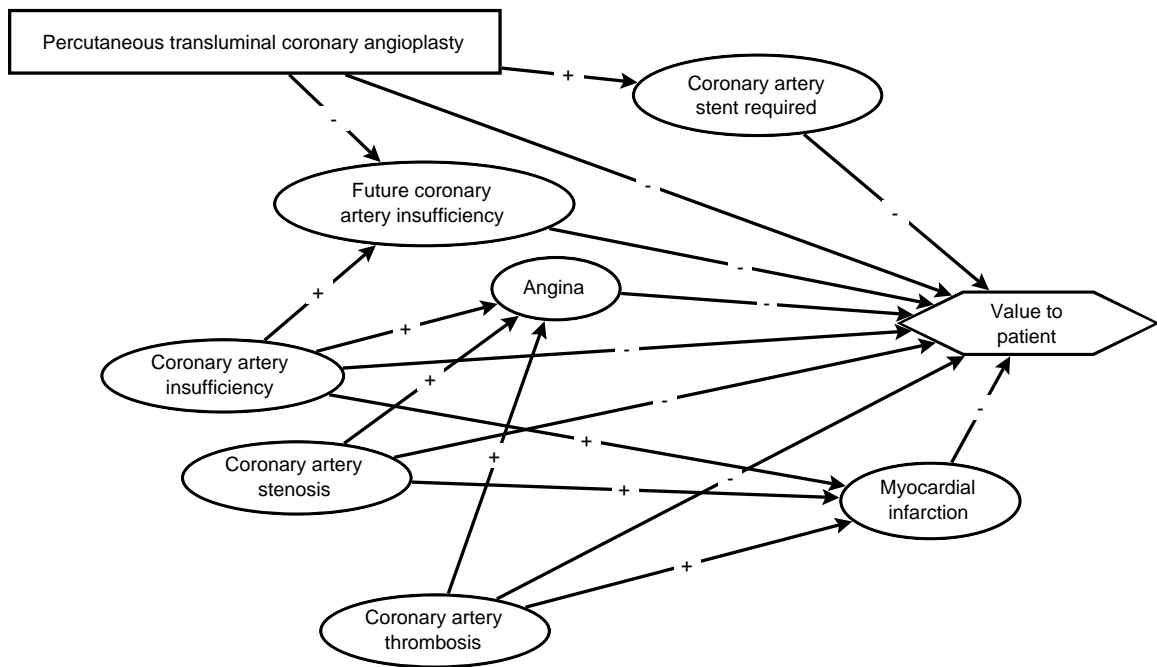 Percutaneous transluminal coronary angioplasty
+
Coronary artery
stent required
-
-
Future coronary
artery insufficiency
-
-
-
+
Angina
-
Value to
patient
+
-
Coronary artery
insufficiency
+
-
-
+
Coronary artery
stenosis
+
+
-
Myocardial
infarction
+
Coronary artery
thrombosis